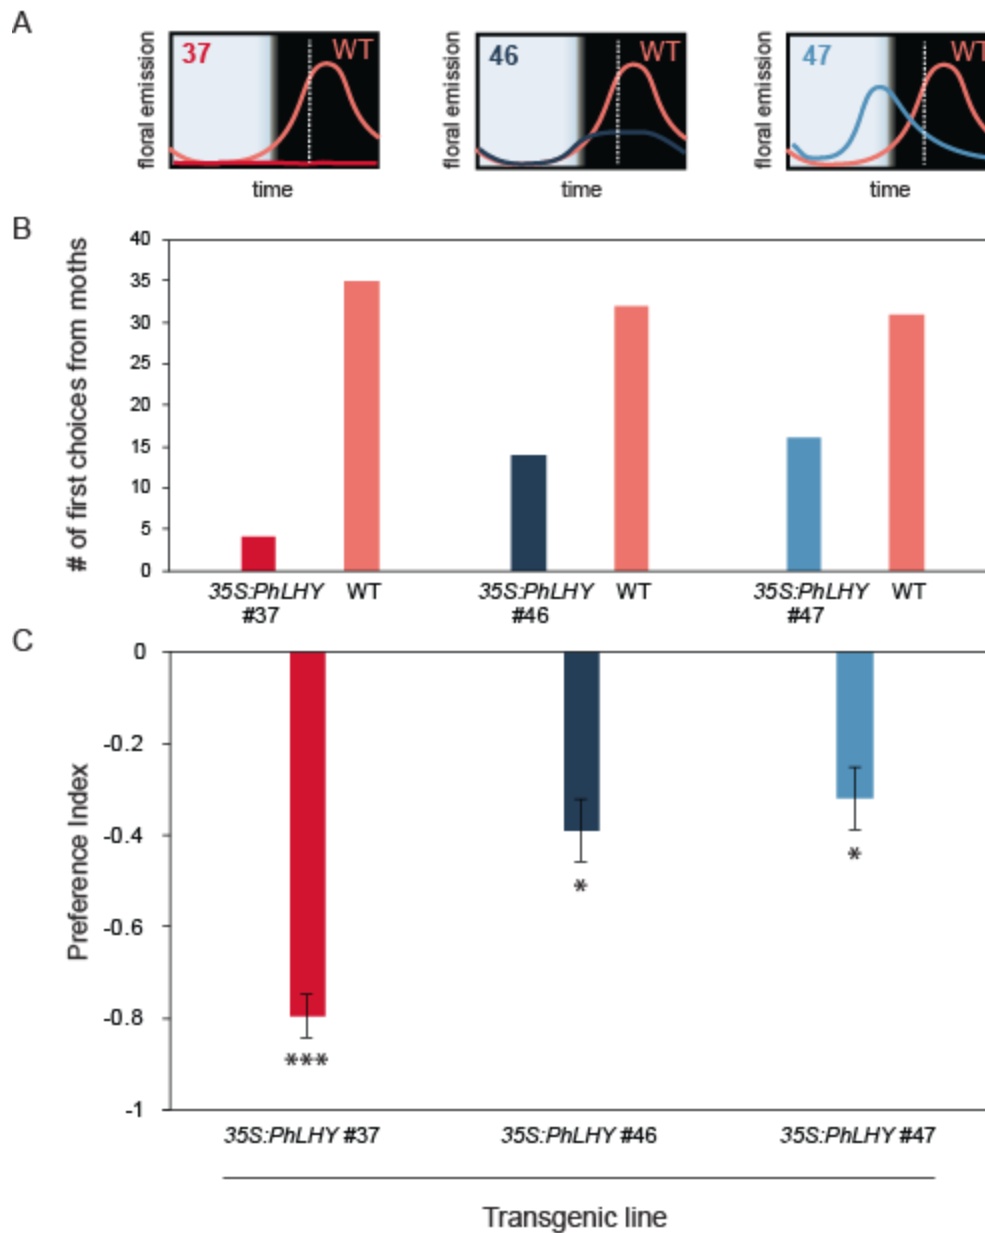 A
floral emission
37
WT
time
floral emission
46
WT
time
floral emission
47
WT
time
B
# of first choices from moths
40
35
30
25
20
15
10
5
0
35S:PhLHY
#37
WT
35S:PhLHY
#46
WT
35S:PhLHY
#47
WT
C
Preference Index
0
-0.2
-0.4
-0.6
-0.8
-1
***
*
*
35S:PhLHY #37
35S:PhLHY #46
35S:PhLHY #47
Transgenic line